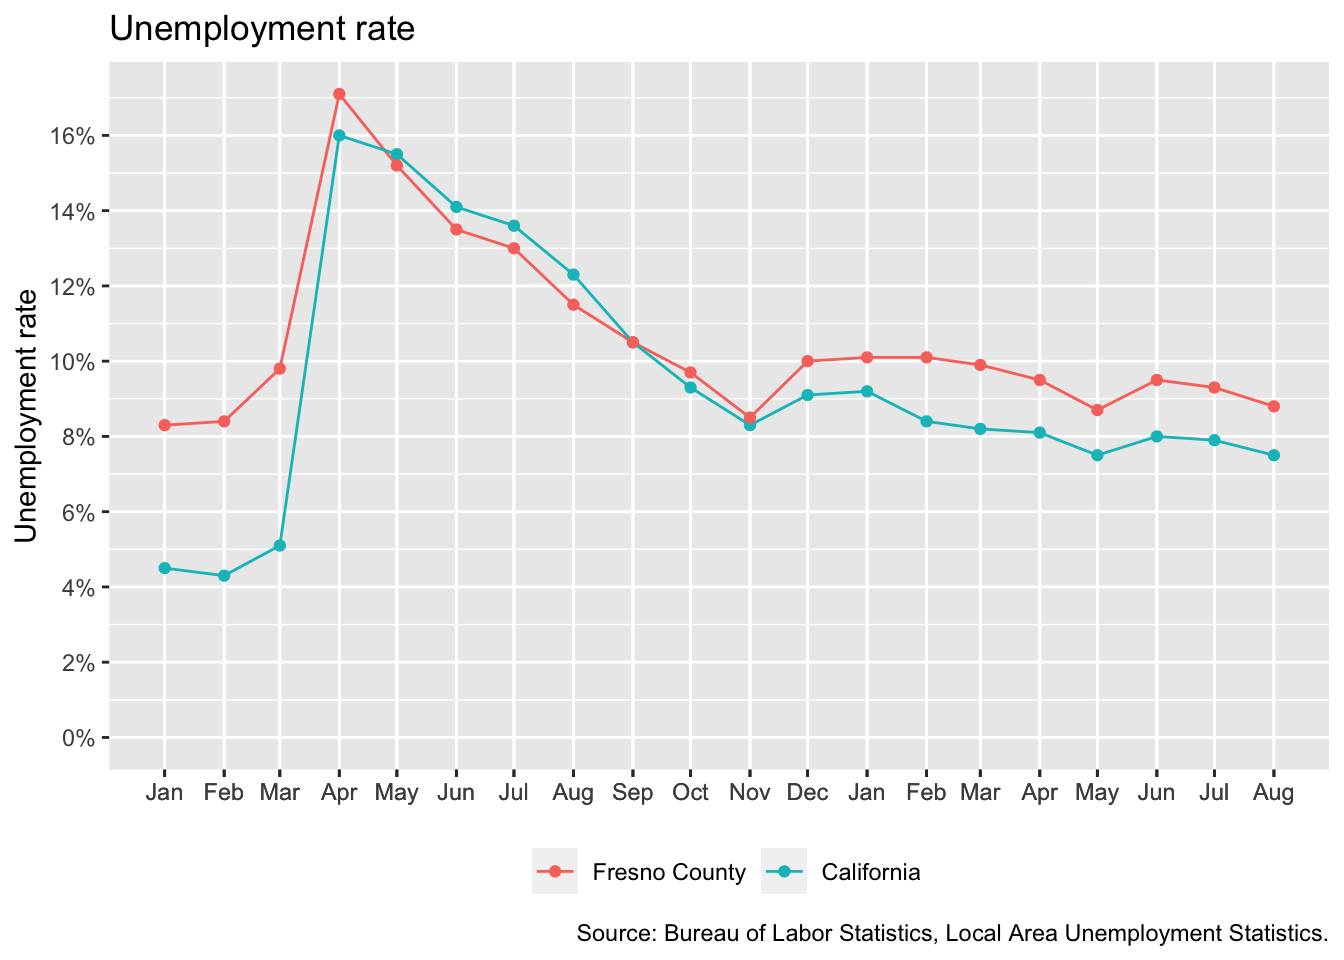 Unemployment rate
Unemployment rate
16%
14%
12%
10%
8%
6%
4%
2%
0%
Jan Feb Mar Apr May Jun Jul Aug Sep Oct Nov Dec Jan Feb Mar Apr May Jun Jul Aug
Fresno County California
Source: Bureau of Labor Statistics, Local Area Unemployment Statistics.